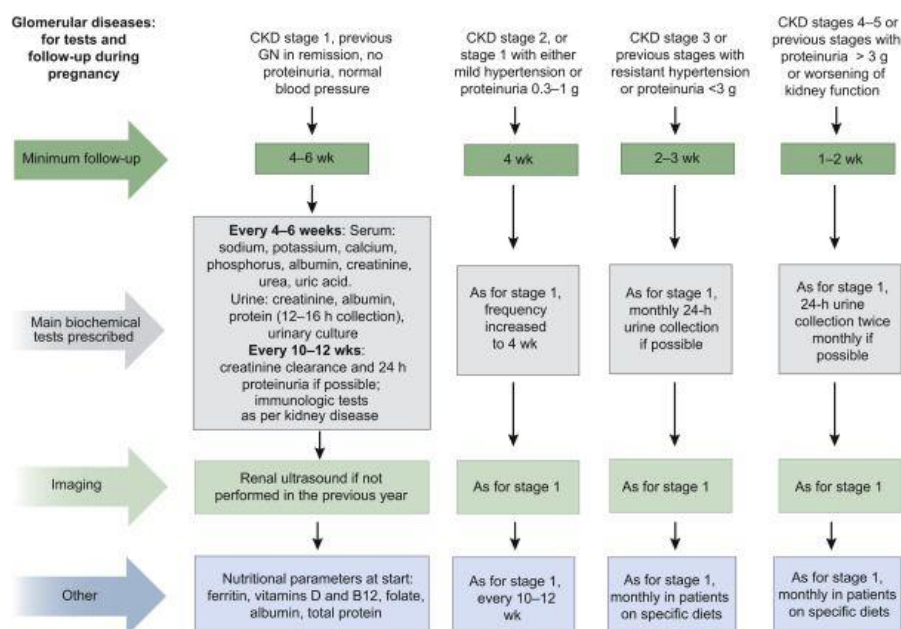 Glomerular diseases:
for tests and
follow-up during
pregnancy
CKD stage 1, previous
GN in remission, no
proteinuria, normal
blood pressure
CKD stage 2, or
stage 1 with either
mild hypertension or
proteinuria 0.3–1 g
CKD stage 3 or
previous stages with
resistant hypertension
or proteinuria <3 g
CKD stages 4–5 or
previous stages with
proteinuria > 3 g
or worsening of
kidney function
Minimum follow-up
4–6 wk
4 wk
2–3 wk
1–2 wk
Main biochemical
tests prescribed
Every 4–6 weeks: Serum:
sodium, potassium, calcium,
phosphorus, albumin, creatinine,
urea, uric acid.
Urine: creatinine, albumin,
protein (12–16 h collection),
urinary culture
Every 10–12 wks:
creatinine clearance and 24 h
proteinuria if possible;
immunologic tests
as per kidney disease
As for stage 1,
frequency
increased
to 4 wk
As for stage 1,
monthly 24-h
urine collection
if possible
As for stage 1,
24-h urine
collection twice
monthly if
possible
Imaging
Renal ultrasound if not
performed in the previous year
As for stage 1
As for stage 1
As for stage 1
Other
Nutritional parameters at start:
ferritin, vitamins D and B12, folate,
albumin, total protein
As for stage 1,
every 10–12
wk
As for stage 1,
monthly in patients
on specific diets
As for stage 1,
monthly in patients
on specific diets